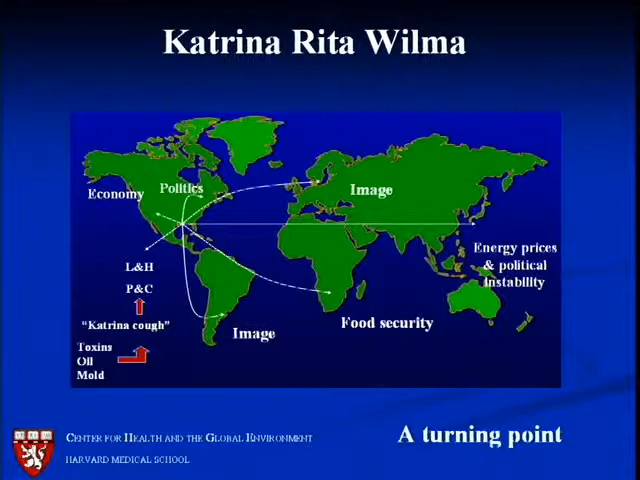 Katrina Rita Wilma
Economy
Politics
Image
Energy prices
& political
instability
L&H
P&C
"Katrina cough"
Toxins
Oil
Mold
Image
Food security
A turning point
CENTER FOR HEALTH AND THE GLOBAL ENVIRONMENT
HARVARD MEDICAL SCHOOL